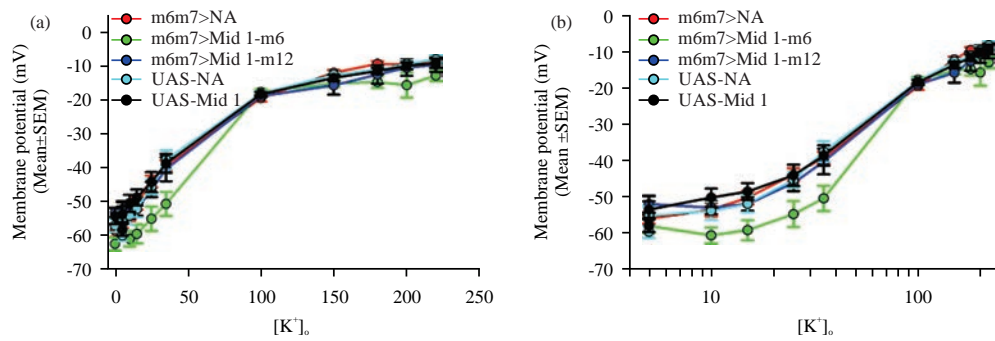 (a)
m6m7>NA
m6m7>Mid 1-m6
m6m7>Mid 1-m12
UAS-NA
UAS-Mid 1
Membrane potential (mV)
(Mean±SEM)
0
-10
-20
-30
-40
-50
-60
-70
0
50
100
150
200
250
[K⁺]ₒ
(b)
m6m7>NA
m6m7>Mid 1-m6
m6m7>Mid 1-m12
UAS-NA
UAS-Mid 1
Membrane potential (mV)
(Mean ±SEM)
0
-10
-20
-30
-40
-50
-60
-70
10
100
[K⁺]ₒ